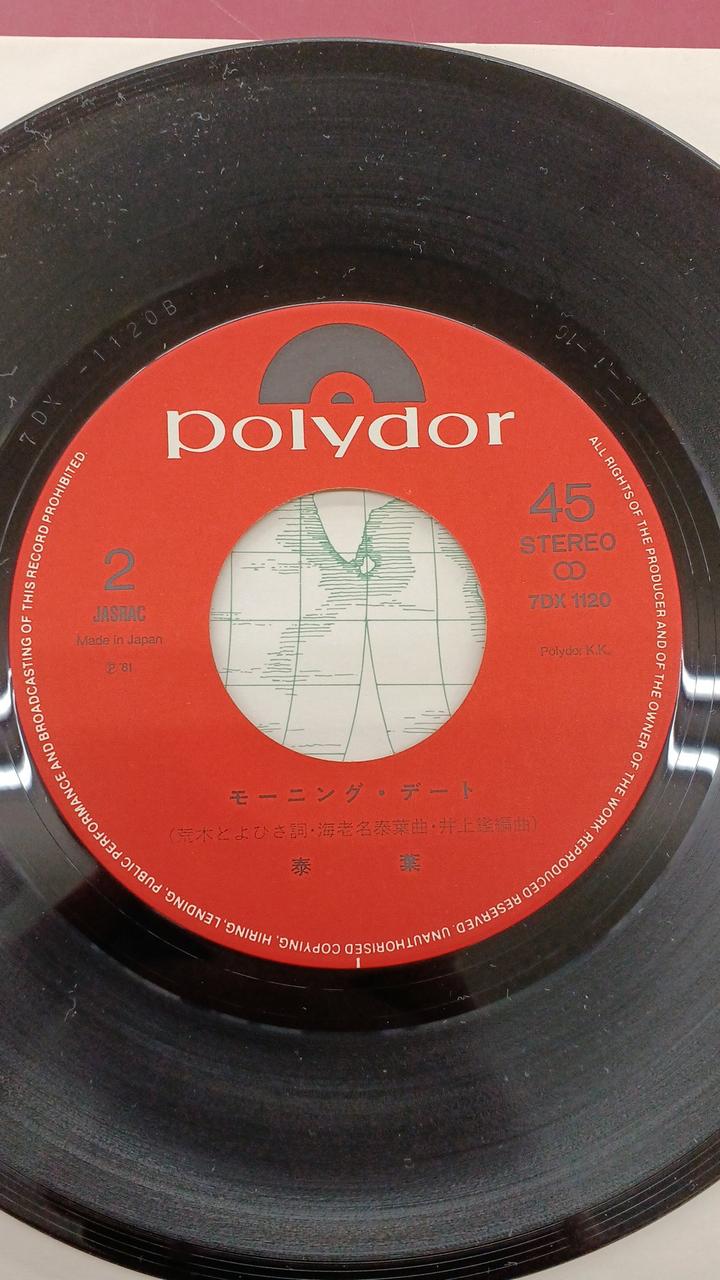 7DX -1120B
polydor
45
STEREO
7DX 1120
Polydor K.K.
2
JASRAC
Made in Japan
Ⓟ '81
モーニング・デート
（荒木とよひさ詞・海老名泰葉曲・井上鑑編曲）
泰 葉
ALL RIGHTS OF THE PRODUCER AND OF THE OWNER OF THE WORK REPRODUCED RESERVED. UNAUTHORISED COPYING, HIRING, LENDING, PUBLIC PERFORMANCE AND BROADCASTING OF THIS RECORD PROHIBITED.